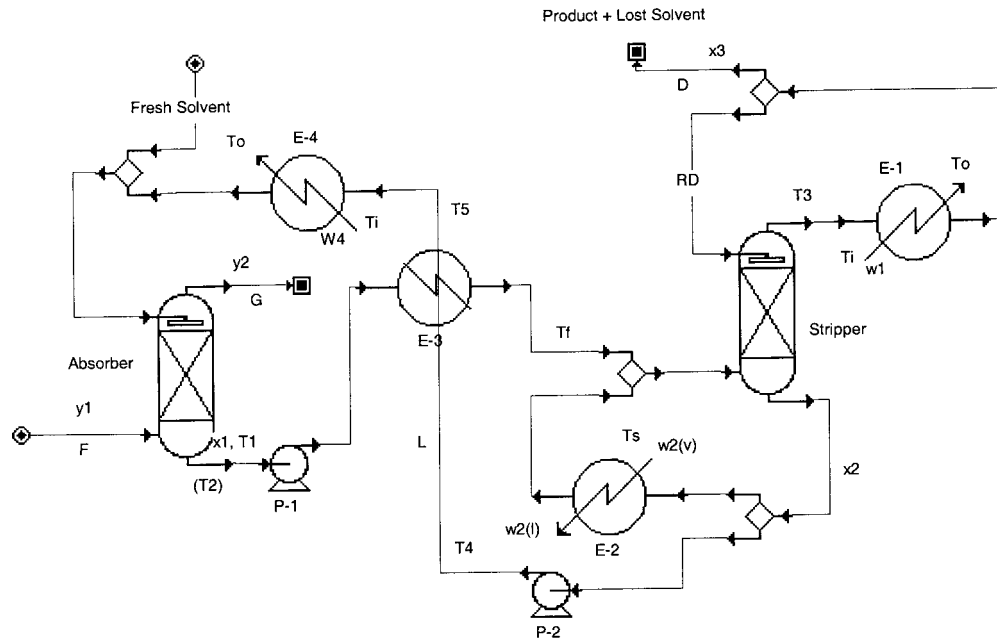 Product + Lost Solvent
x3
D
Fresh Solvent
E-4
To
RD
E-1
To
T3
T5
W4
Ti
Ti
w1
y2
G
E-3
Tf
Stripper
Absorber
y1
F
x1, T1
(T2)
P-1
L
Ts
w2(v)
x2
w2(l)
E-2
T4
P-2